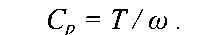 C_p = T / ω .